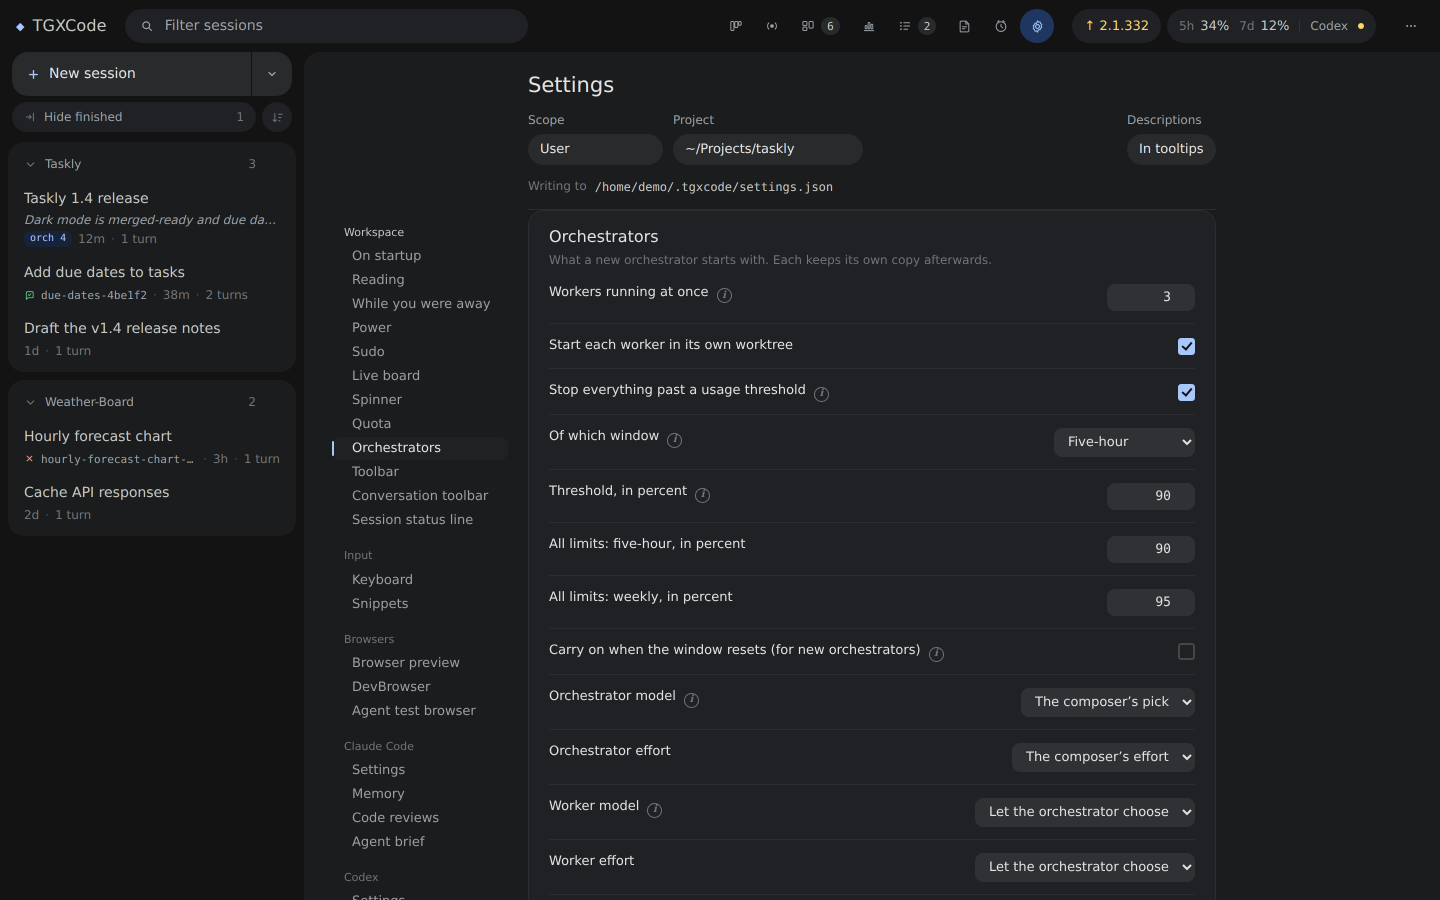 TGXCode
Filter sessions
6
2
↑ 2.1.332
5h 34% 7d 12% Codex
New session
Hide finished 1
Taskly 3
Taskly 1.4 release
Dark mode is merged-ready and due da…
orch 4 12m · 1 turn
Add due dates to tasks
due-dates-4be1f2 · 38m · 2 turns
Draft the v1.4 release notes
1d · 1 turn
Weather-Board 2
Hourly forecast chart
hourly-forecast-chart-… · 3h · 1 turn
Cache API responses
2d · 1 turn
Settings
Scope
Project
Descriptions
User
~/Projects/taskly
In tooltips
Writing to /home/demo/.tgxcode/settings.json
Workspace
On startup
Reading
While you were away
Power
Sudo
Live board
Spinner
Quota
Orchestrators
Toolbar
Conversation toolbar
Session status line
Input
Keyboard
Snippets
Browsers
Browser preview
DevBrowser
Agent test browser
Claude Code
Settings
Memory
Code reviews
Agent brief
Codex
Settings
Orchestrators
What a new orchestrator starts with. Each keeps its own copy afterwards.
Workers running at once i 3
Start each worker in its own worktree
Stop everything past a usage threshold i
Of which window i Five-hour
Threshold, in percent i 90
All limits: five-hour, in percent 90
All limits: weekly, in percent 95
Carry on when the window resets (for new orchestrators) i
Orchestrator model i The composer’s pick
Orchestrator effort The composer’s effort
Worker model i Let the orchestrator choose
Worker effort Let the orchestrator choose